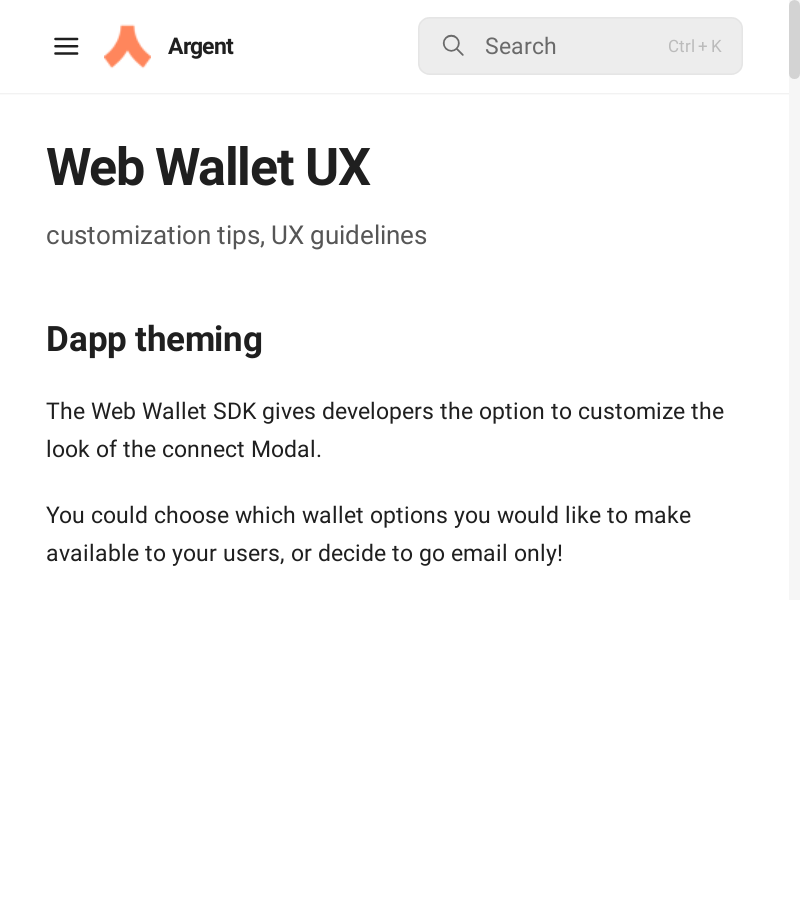 Argent
Search
Ctrl + K
Web Wallet UX
customization tips, UX guidelines
Dapp theming
The Web Wallet SDK gives developers the option to customize the
look of the connect Modal.
You could choose which wallet options you would like to make
available to your users, or decide to go email only!